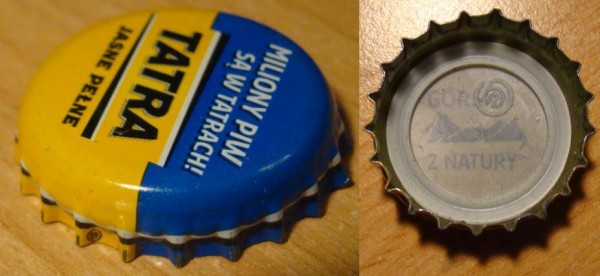 TATRA
JASNE PEŁNE
MILIONY PIW
SĄ W TATRACH!
Z NATURY